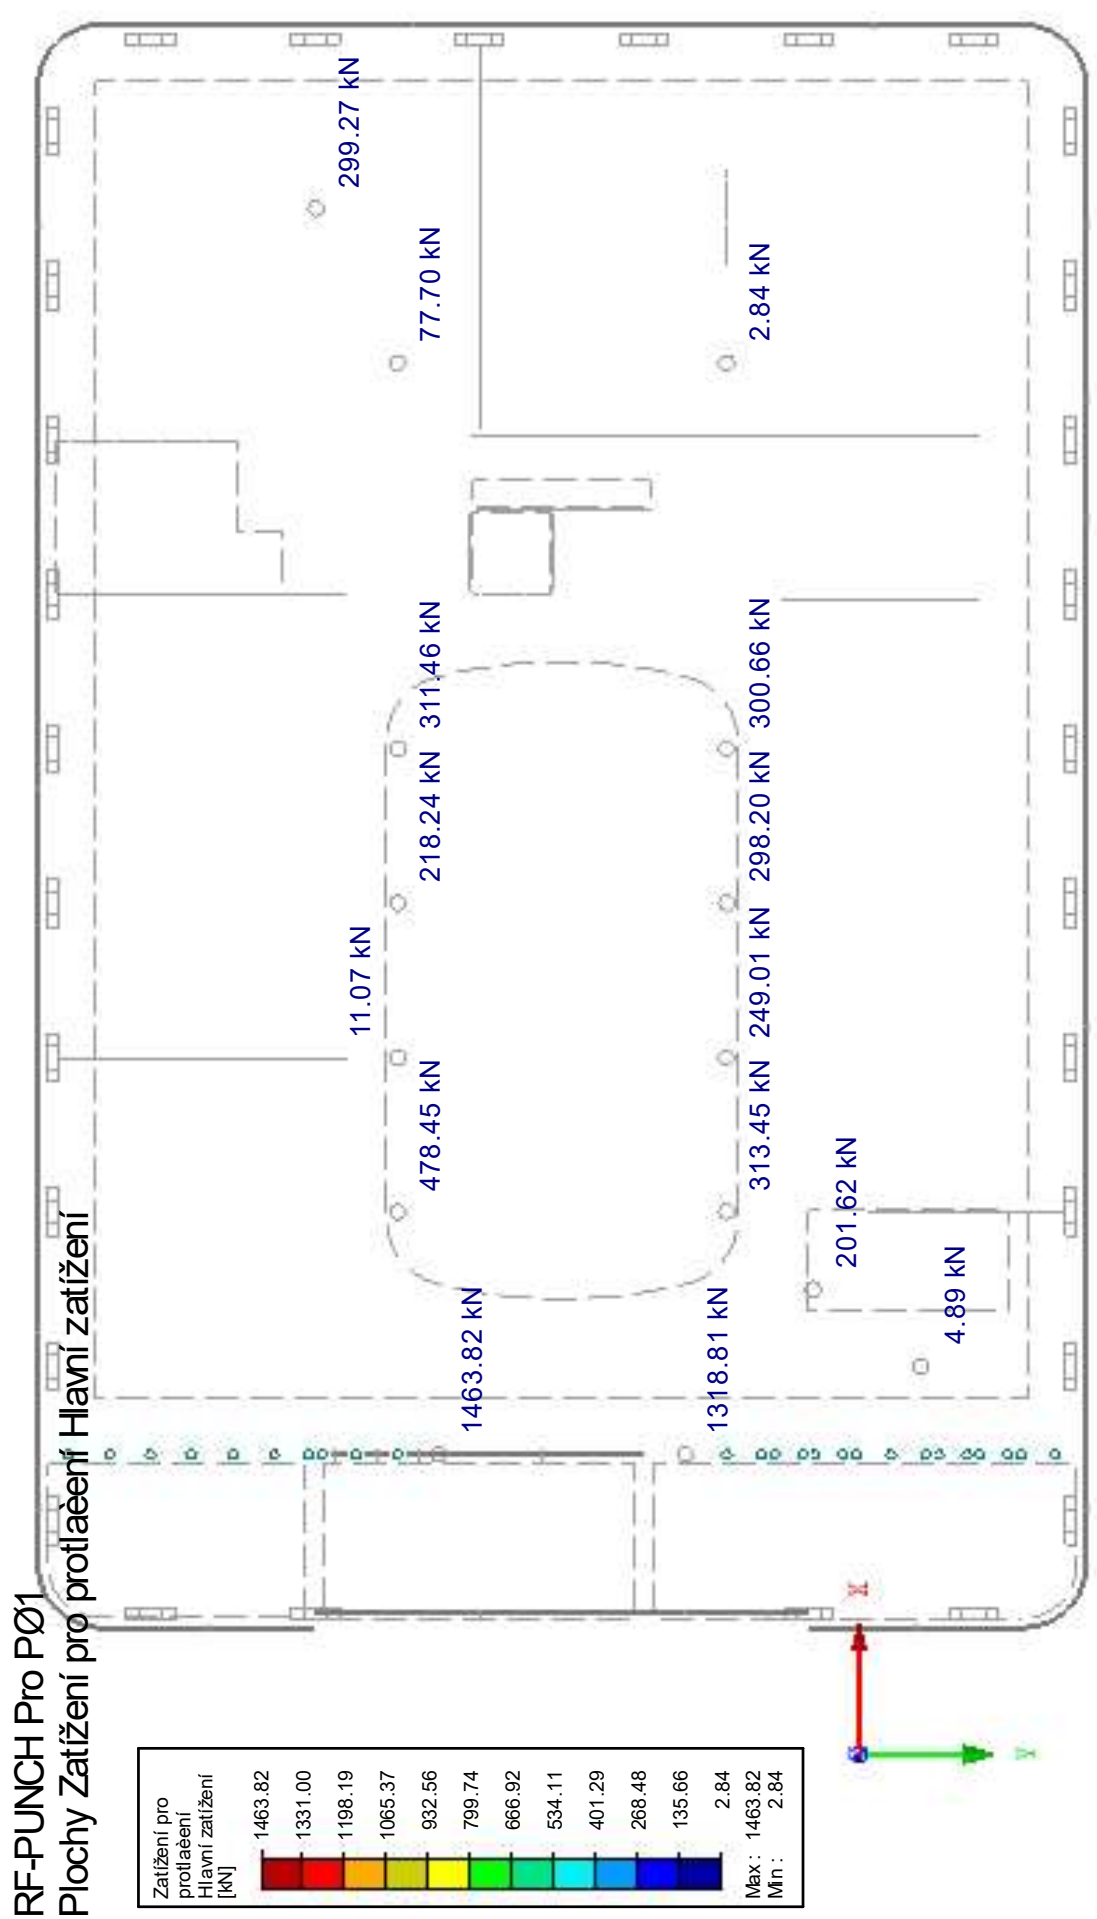 RF-PUNCH Pro PØ1
Plochy Zatížení pro protlaèení Hlavní zatížení
299.27 kN
77.70 kN
2.84 kN
311.46 kN
300.66 kN
218.24 kN
298.20 kN
11.07 kN
249.01 kN
478.45 kN
313.45 kN
201.62 kN
4.89 kN
1463.82 kN
1318.81 kN
X
Y
Zatížení pro
protlaèení
Hlavní zatížení
[kN]
1463.82
1331.00
1198.19
1065.37
932.56
799.74
666.92
534.11
401.29
268.48
135.66
2.84
Max : 1463.82
Min : 2.84